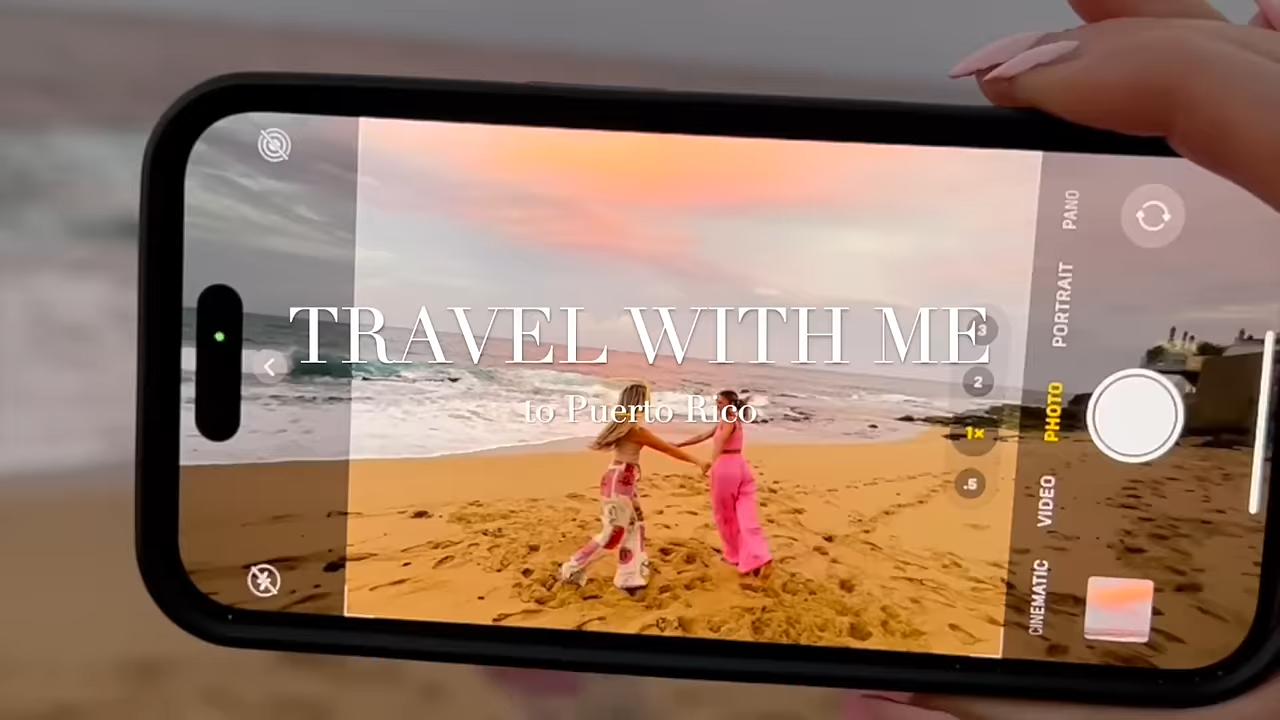 TRAVEL WITH ME
to Puerto Rico
3
2
1×
.5
PANO
PORTRAIT
PHOTO
VIDEO
CINEMATIC